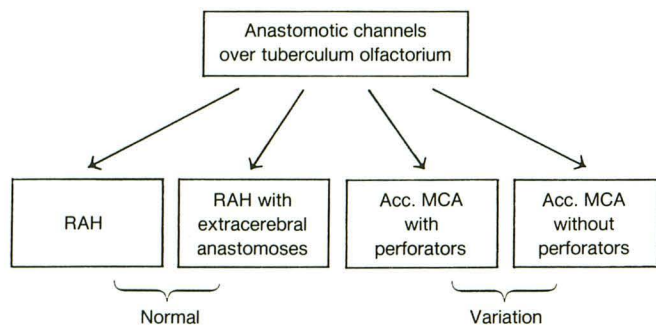 Anastomotic channels
over tuberculum olfactorium
RAH
RAH with
extracerebral
anastomoses
Acc. MCA
with
perforators
Acc. MCA
without
perforators
Normal
Variation